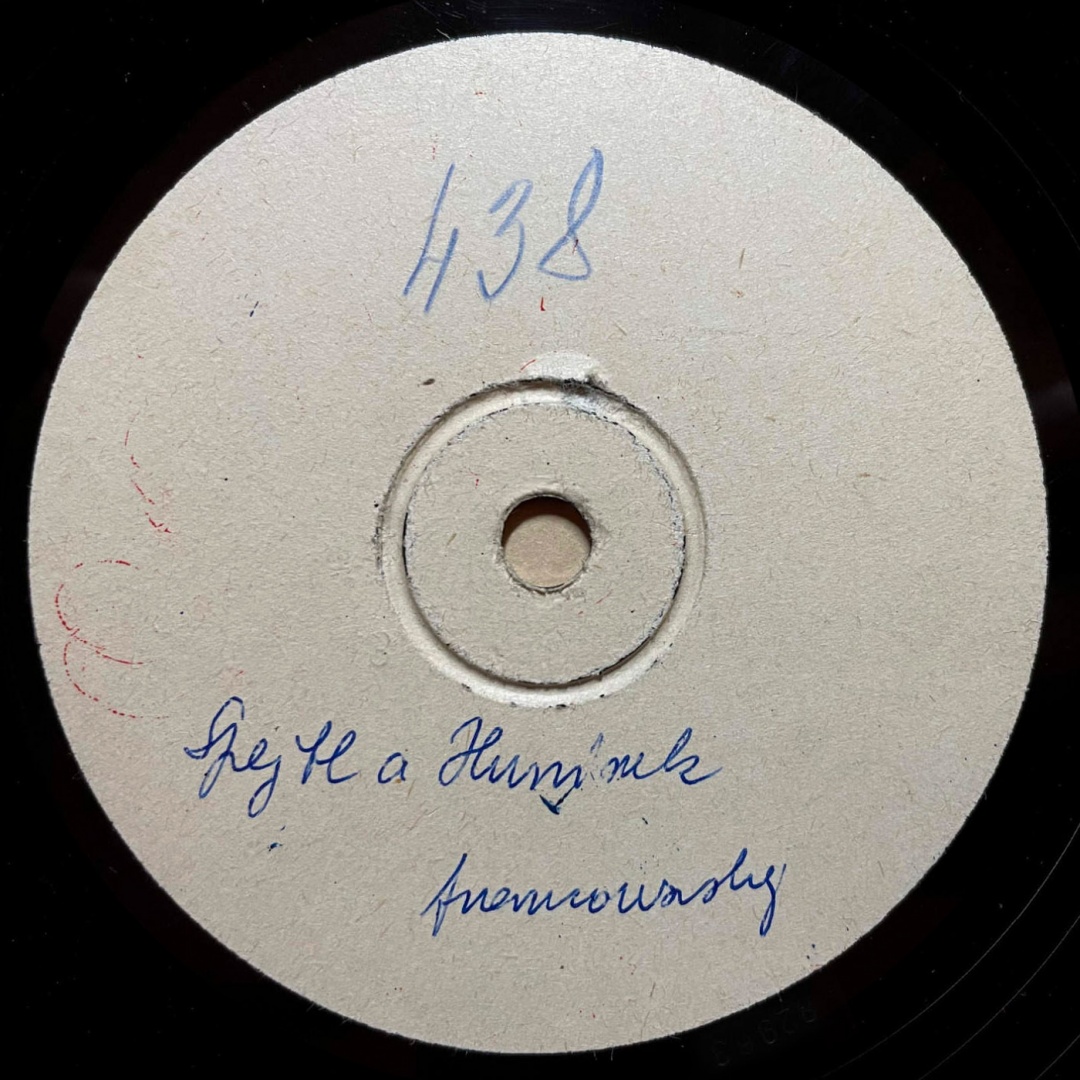 438
Spejbl a Hurvínek
francouzsky